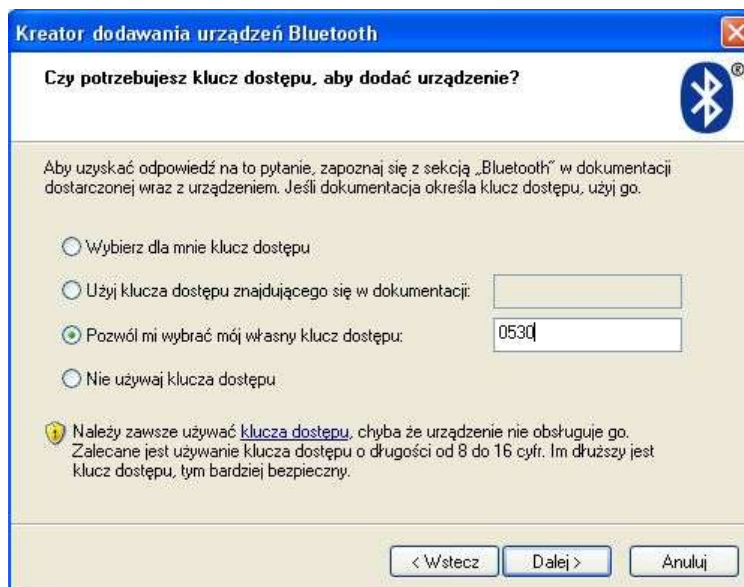 Kreator dodawania urządzeń Bluetooth
Czy potrzebujesz klucz dostępu, aby dodać urządzenie?
®
Aby uzyskać odpowiedź na to pytanie, zapoznaj się z sekcją „Bluetooth” w dokumentacji
dostarczonej wraz z urządzeniem. Jeśli dokumentacja określa klucz dostępu, użyj go.
Wybierz dla mnie klucz dostępu
Użyj klucza dostępu znajdującego się w dokumentacji:
Pozwól mi wybrać mój własny klucz dostępu: 0530
Nie używaj klucza dostępu
Należy zawsze używać klucza dostępu, chyba że urządzenie nie obsługuje go.
Zalecane jest używanie klucza dostępu o długości od 8 do 16 cyfr. Im dłuższy jest
klucz dostępu, tym bardziej bezpieczny.
< Wstecz Dalej > Anuluj